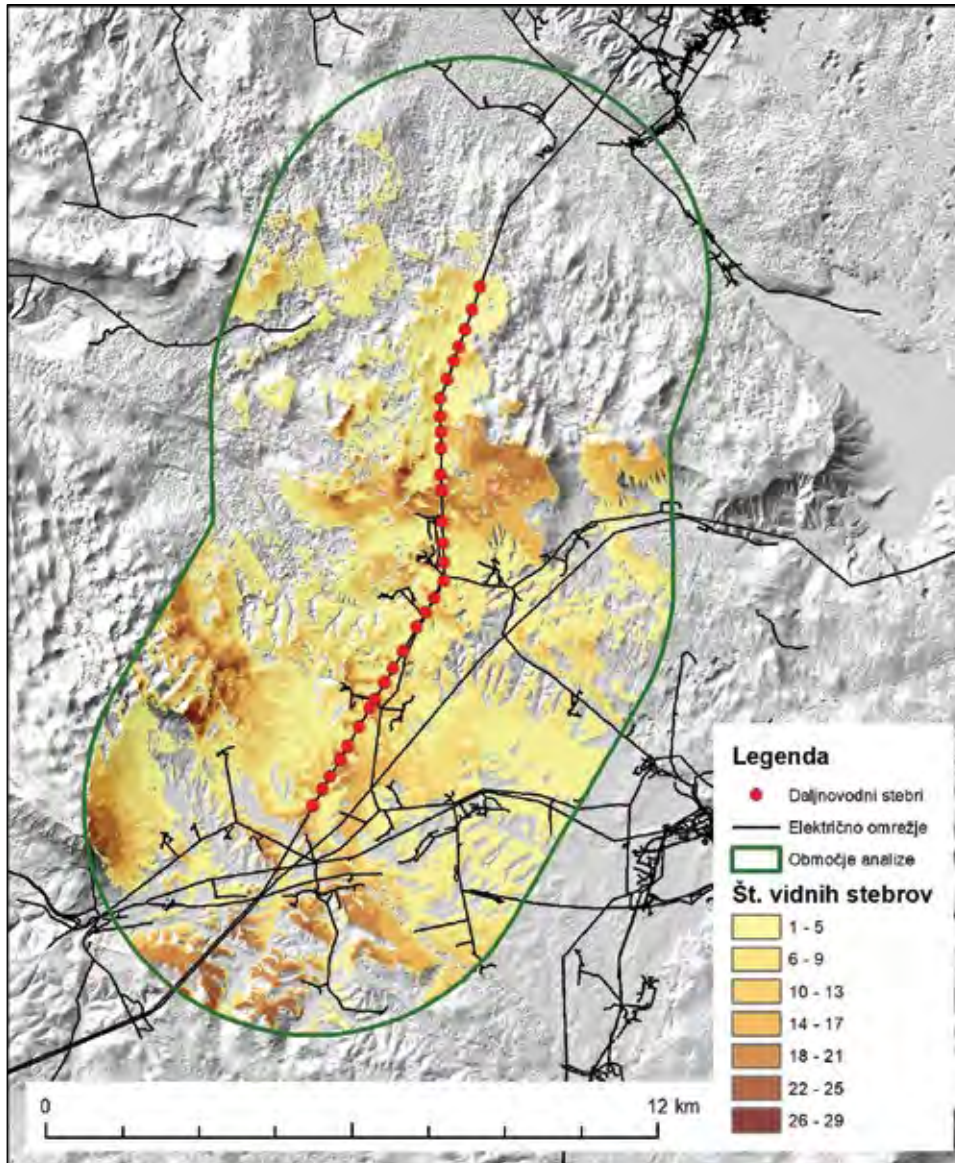 Legenda
Daljnovodni stebri
Električno omrežje
Območje analize
Št. vidnih stebrov
1 - 5
6 - 9
10 - 13
14 - 17
18 - 21
22 - 25
26 - 29
0 12 km